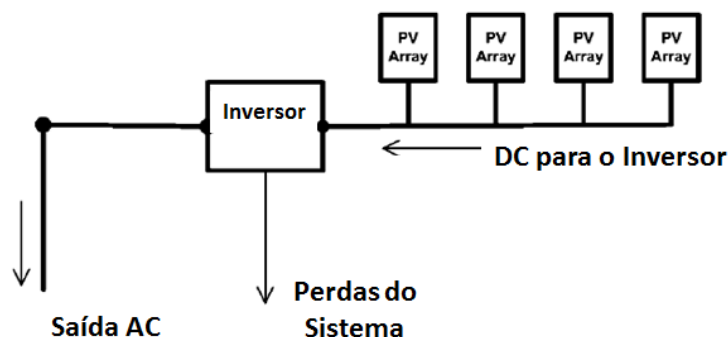 PV
Array
PV
Array
PV
Array
PV
Array
Inversor
DC para o Inversor
Perdas do
Sistema
Saída AC